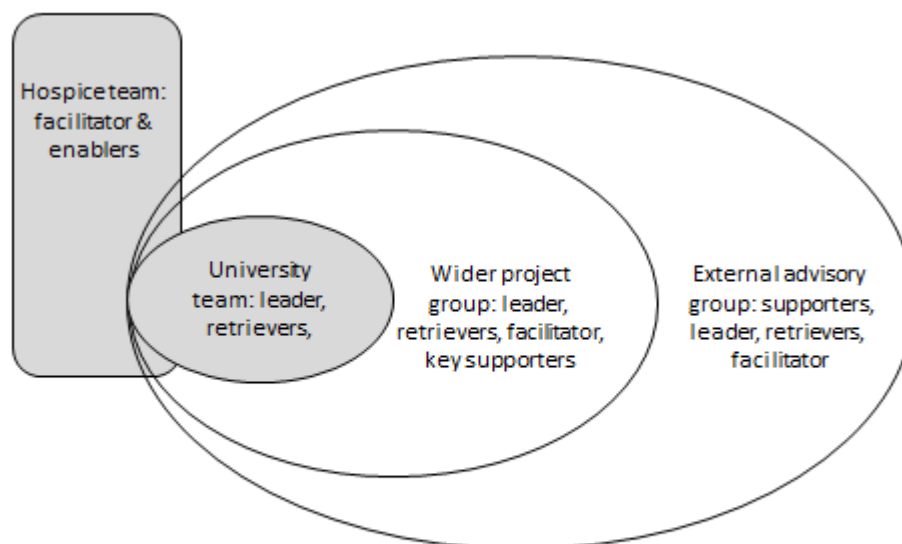 Hospice team:
facilitator &
enablers
University
team: leader,
retrievers,
Wider project
group: leader,
retrievers, facilitator,
key supporters
External advisory
group: supporters,
leader, retrievers,
facilitator